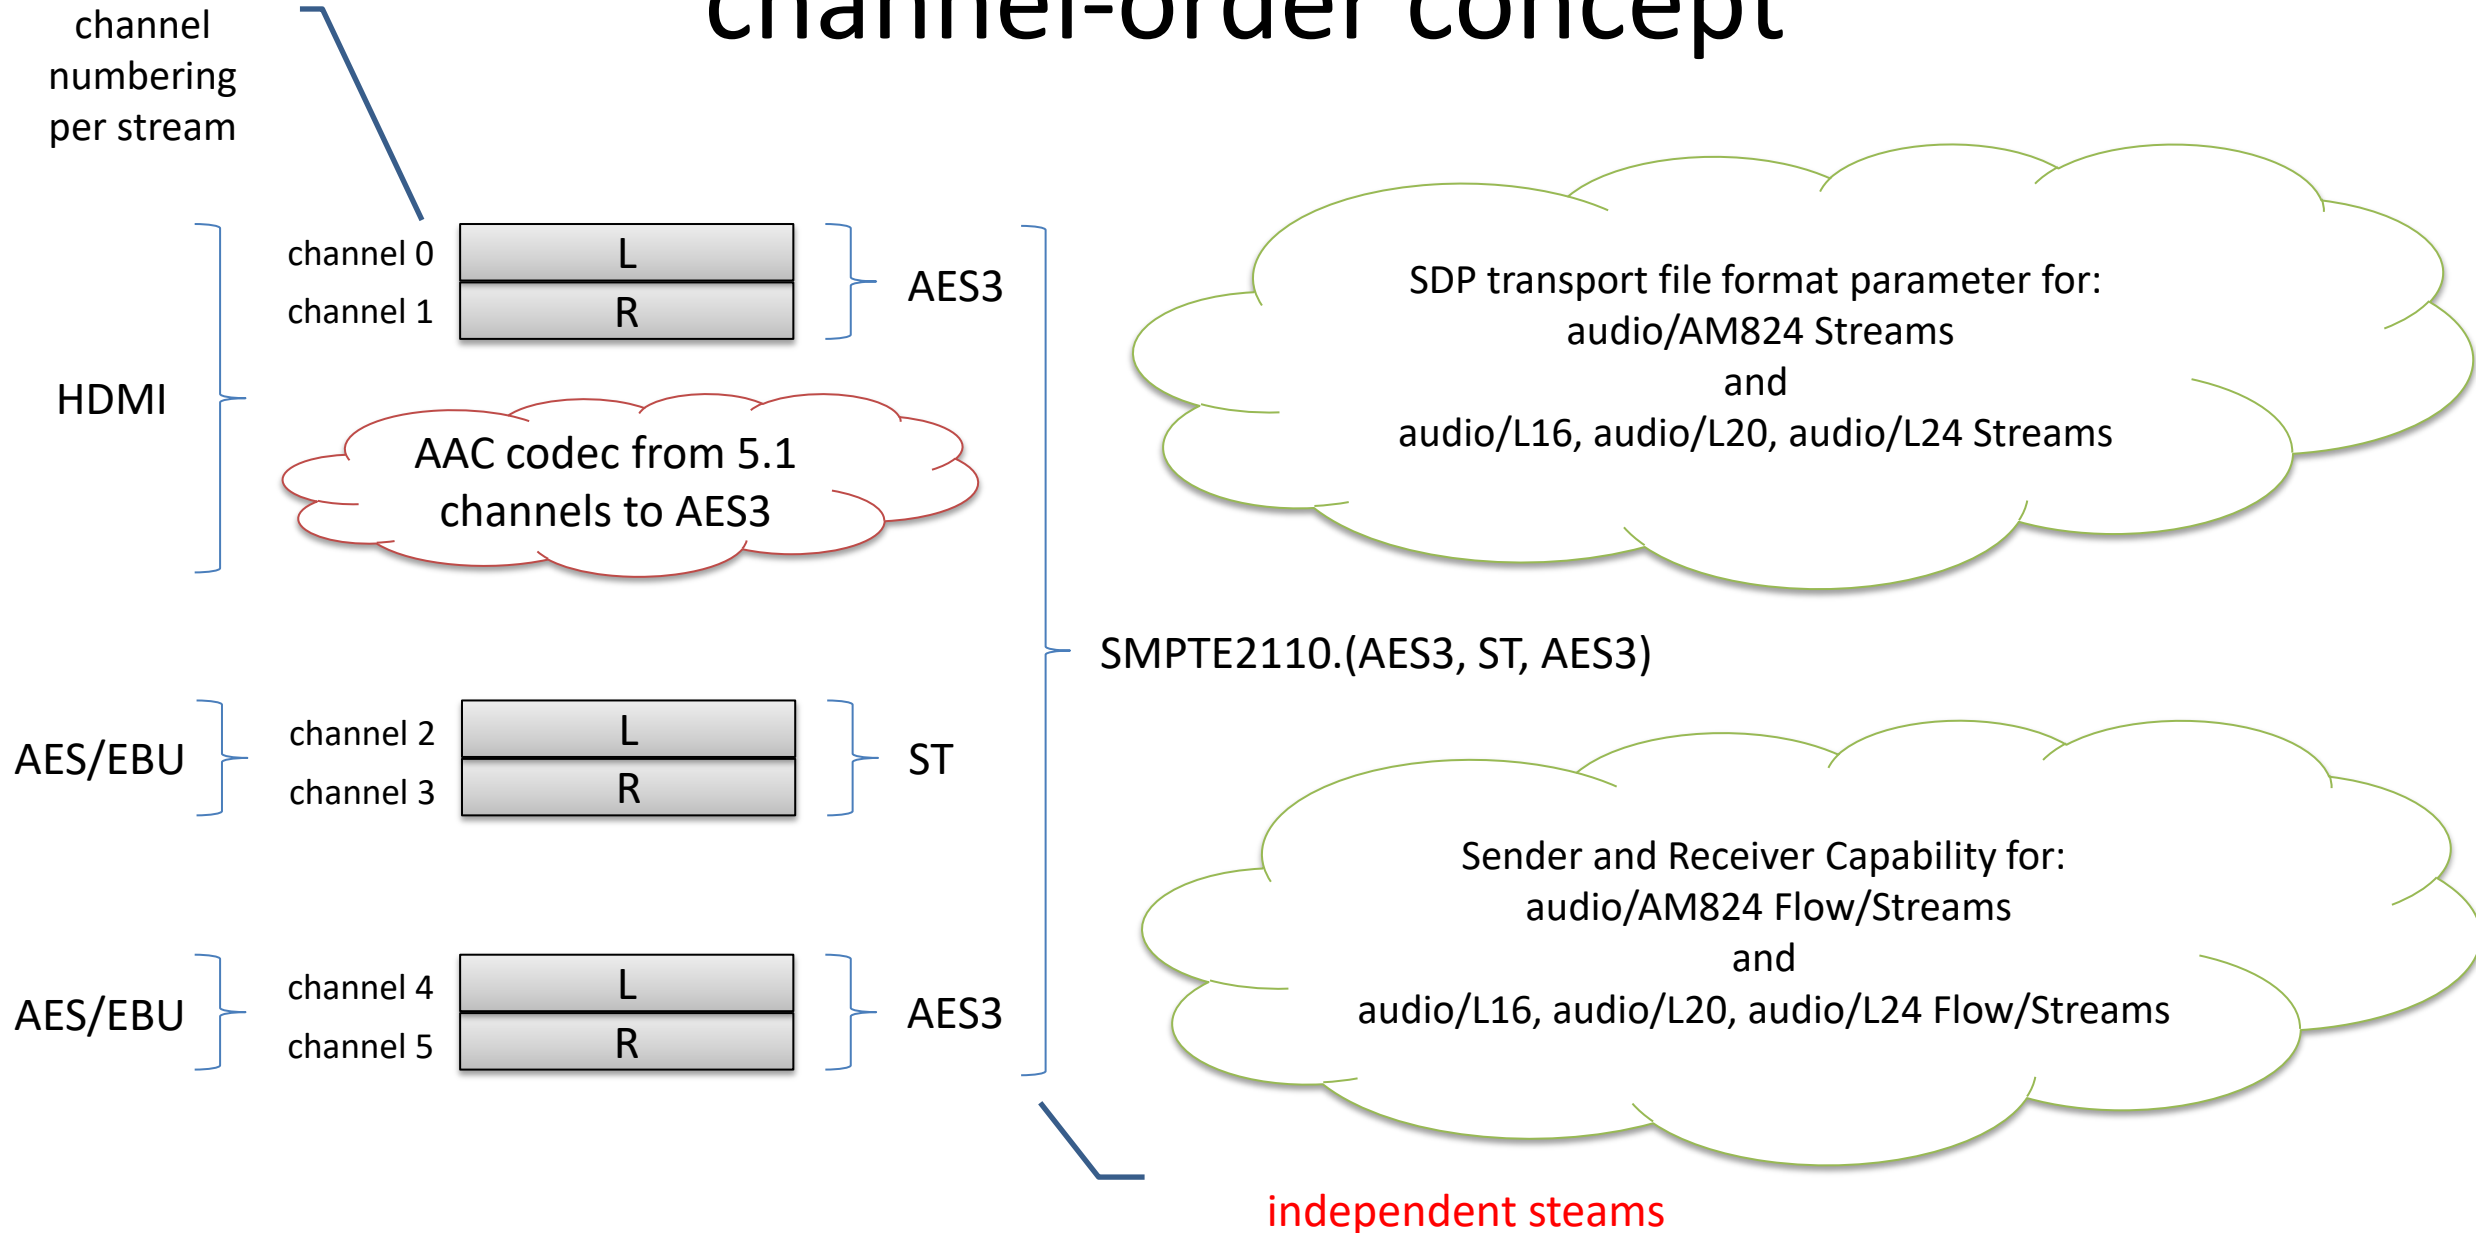 channel-order concept
channel
numbering
per stream
HDMI
channel 0
L
channel 1
R
AES3
AAC codec from 5.1
channels to AES3
SDP transport file format parameter for:
audio/AM824 Streams
and
audio/L16, audio/L20, audio/L24 Streams
SMPTE2110.(AES3, ST, AES3)
AES/EBU
channel 2
L
channel 3
R
ST
AES/EBU
channel 4
L
channel 5
R
AES3
Sender and Receiver Capability for:
audio/AM824 Flow/Streams
and
audio/L16, audio/L20, audio/L24 Flow/Streams
independent steams